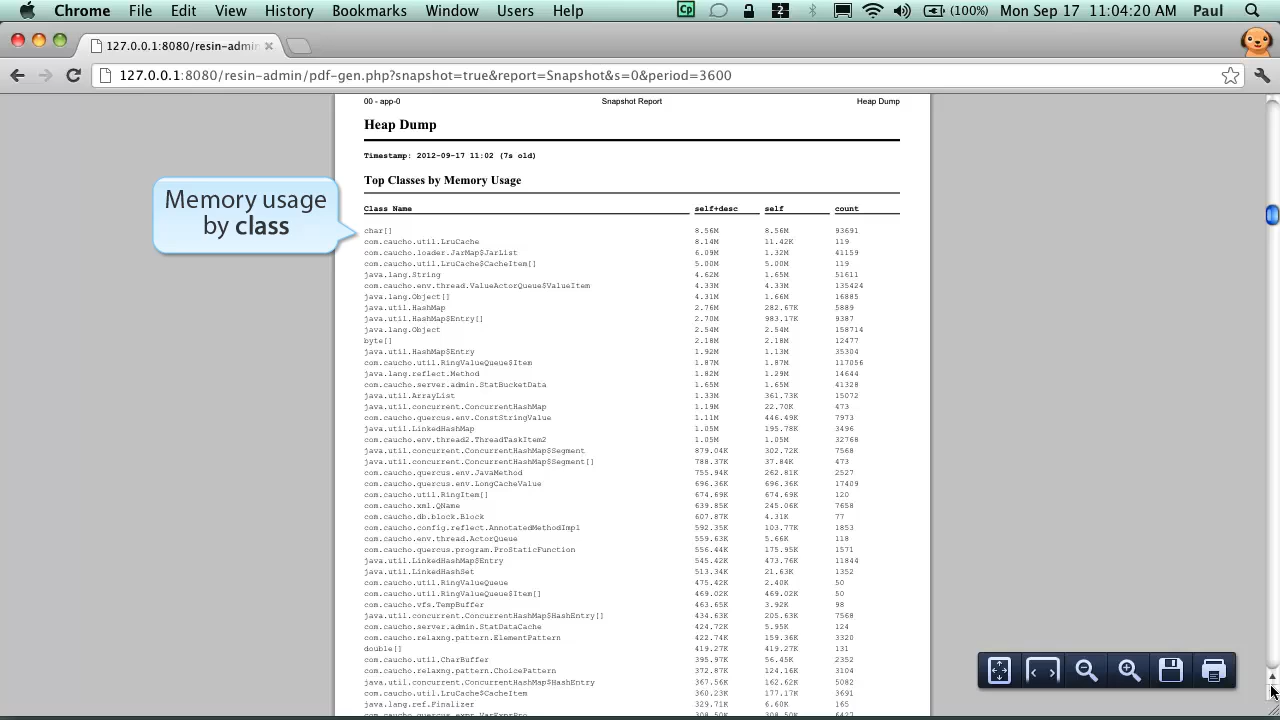 Chrome File Edit View History Bookmarks Window Users Help Cp 2 (100%) Mon Sep 17 11:04:20 AM Paul
127.0.0.1:8080/resin-admin
127.0.0.1:8080/resin-admin/pdf-gen.php?snapshot=true&report=Snapshot&s=0&period=3600
00 - app-0 Snapshot Report Heap Dump
Heap Dump
Timestamp: 2012-09-17 11:02 (7s old)
Top Classes by Memory Usage
Memory usage
by class
Class Name self+desc self count
char[] 8.56M 8.56M 93691
com.caucho.util.LruCache 8.14M 11.42K 119
com.caucho.loader.JarMap$JarList 6.09M 1.32M 41159
com.caucho.util.LruCache$CacheItem[] 5.00M 5.00M 119
java.lang.String 4.62M 1.65M 51611
com.caucho.env.thread.ValueActorQueue$ValueItem 4.33M 4.33M 135424
java.lang.Object[] 4.31M 1.66M 16885
java.util.HashMap 2.76M 282.67K 5889
java.util.HashMap$Entry[] 2.70M 983.17K 9387
java.lang.Object 2.54M 2.54M 158714
byte[] 2.18M 2.18M 12477
java.util.HashMap$Entry 1.92M 1.13M 35304
com.caucho.util.RingValueQueue$Item 1.87M 1.87M 117056
java.lang.reflect.Method 1.82M 1.29M 14644
com.caucho.server.admin.StatBucketData 1.65M 1.65M 41328
java.util.ArrayList 1.33M 361.73K 15072
java.util.concurrent.ConcurrentHashMap 1.19M 22.70K 473
com.caucho.quercus.env.ConstStringValue 1.11M 446.49K 7973
java.util.LinkedHashMap 1.05M 195.78K 3496
com.caucho.env.thread2.ThreadTaskItem2 1.05M 1.05M 32768
java.util.concurrent.ConcurrentHashMap$Segment 879.04K 302.72K 7568
java.util.concurrent.ConcurrentHashMap$Segment[] 788.37K 37.84K 473
com.caucho.quercus.env.JavaMethod 755.94K 262.81K 2527
com.caucho.quercus.env.LongCacheValue 696.36K 696.36K 17409
com.caucho.util.RingItem[] 674.69K 674.69K 120
com.caucho.xml.QName 639.85K 245.06K 7658
com.caucho.db.block.Block 607.87K 4.31K 77
com.caucho.config.reflect.AnnotatedMethodImpl 592.35K 103.77K 1853
com.caucho.env.thread.ActorQueue 559.63K 5.66K 118
com.caucho.quercus.program.ProStaticFunction 556.44K 175.95K 1571
java.util.LinkedHashMap$Entry 545.42K 473.76K 11844
java.util.LinkedHashSet 513.34K 21.63K 1352
com.caucho.util.RingValueQueue 475.42K 2.40K 50
com.caucho.util.RingValueQueue$Item[] 469.02K 469.02K 50
com.caucho.vfs.TempBuffer 463.65K 3.92K 98
java.util.concurrent.ConcurrentHashMap$HashEntry[] 434.63K 205.63K 7568
com.caucho.server.admin.StatDataCache 424.72K 5.95K 124
com.caucho.relaxng.pattern.ElementPattern 422.74K 159.36K 3320
double[] 419.27K 419.27K 131
com.caucho.util.CharBuffer 395.97K 56.45K 2352
com.caucho.relaxng.pattern.ChoicePattern 372.87K 124.16K 3104
java.util.concurrent.ConcurrentHashMap$HashEntry 367.56K 162.62K 5082
com.caucho.util.LruCache$CacheItem 360.23K 177.17K 3691
java.lang.ref.Finalizer 329.71K 6.60K 165